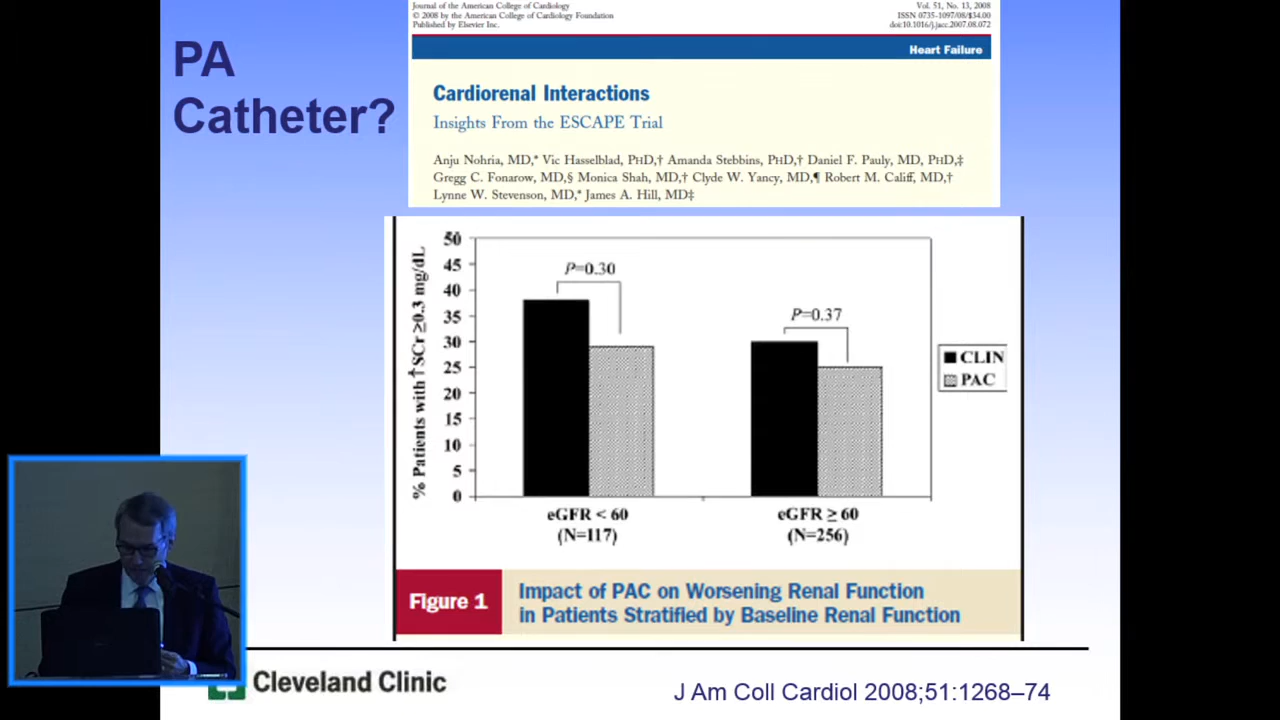 PA
Catheter?
Journal of the American College of Cardiology
© 2008 by the American College of Cardiology Foundation
Published by Elsevier Inc.
Vol. 51, No. 13, 2008
ISSN 0735-1097/08/$34.00
doi:10.1016/j.jacc.2007.08.072
Heart Failure
Cardiorenal Interactions
Insights From the ESCAPE Trial
Anju Nohria, MD,* Vic Hasselblad, PHD,† Amanda Stebbins, PHD,† Daniel F. Pauly, MD, PHD,‡
Gregg C. Fonarow, MD,§ Monica Shah, MD,† Clyde W. Yancy, MD,¶ Robert M. Califf, MD,†
Lynne W. Stevenson, MD,* James A. Hill, MD‡
% Patients with ↑SCr ≥0.3 mg/dL
50
45
40
35
30
25
20
15
10
5
0
P=0.30
P=0.37
CLIN
PAC
eGFR < 60
(N=117)
eGFR ≥ 60
(N=256)
Figure 1
Impact of PAC on Worsening Renal Function
in Patients Stratified by Baseline Renal Function
Cleveland Clinic
J Am Coll Cardiol 2008;51:1268–74